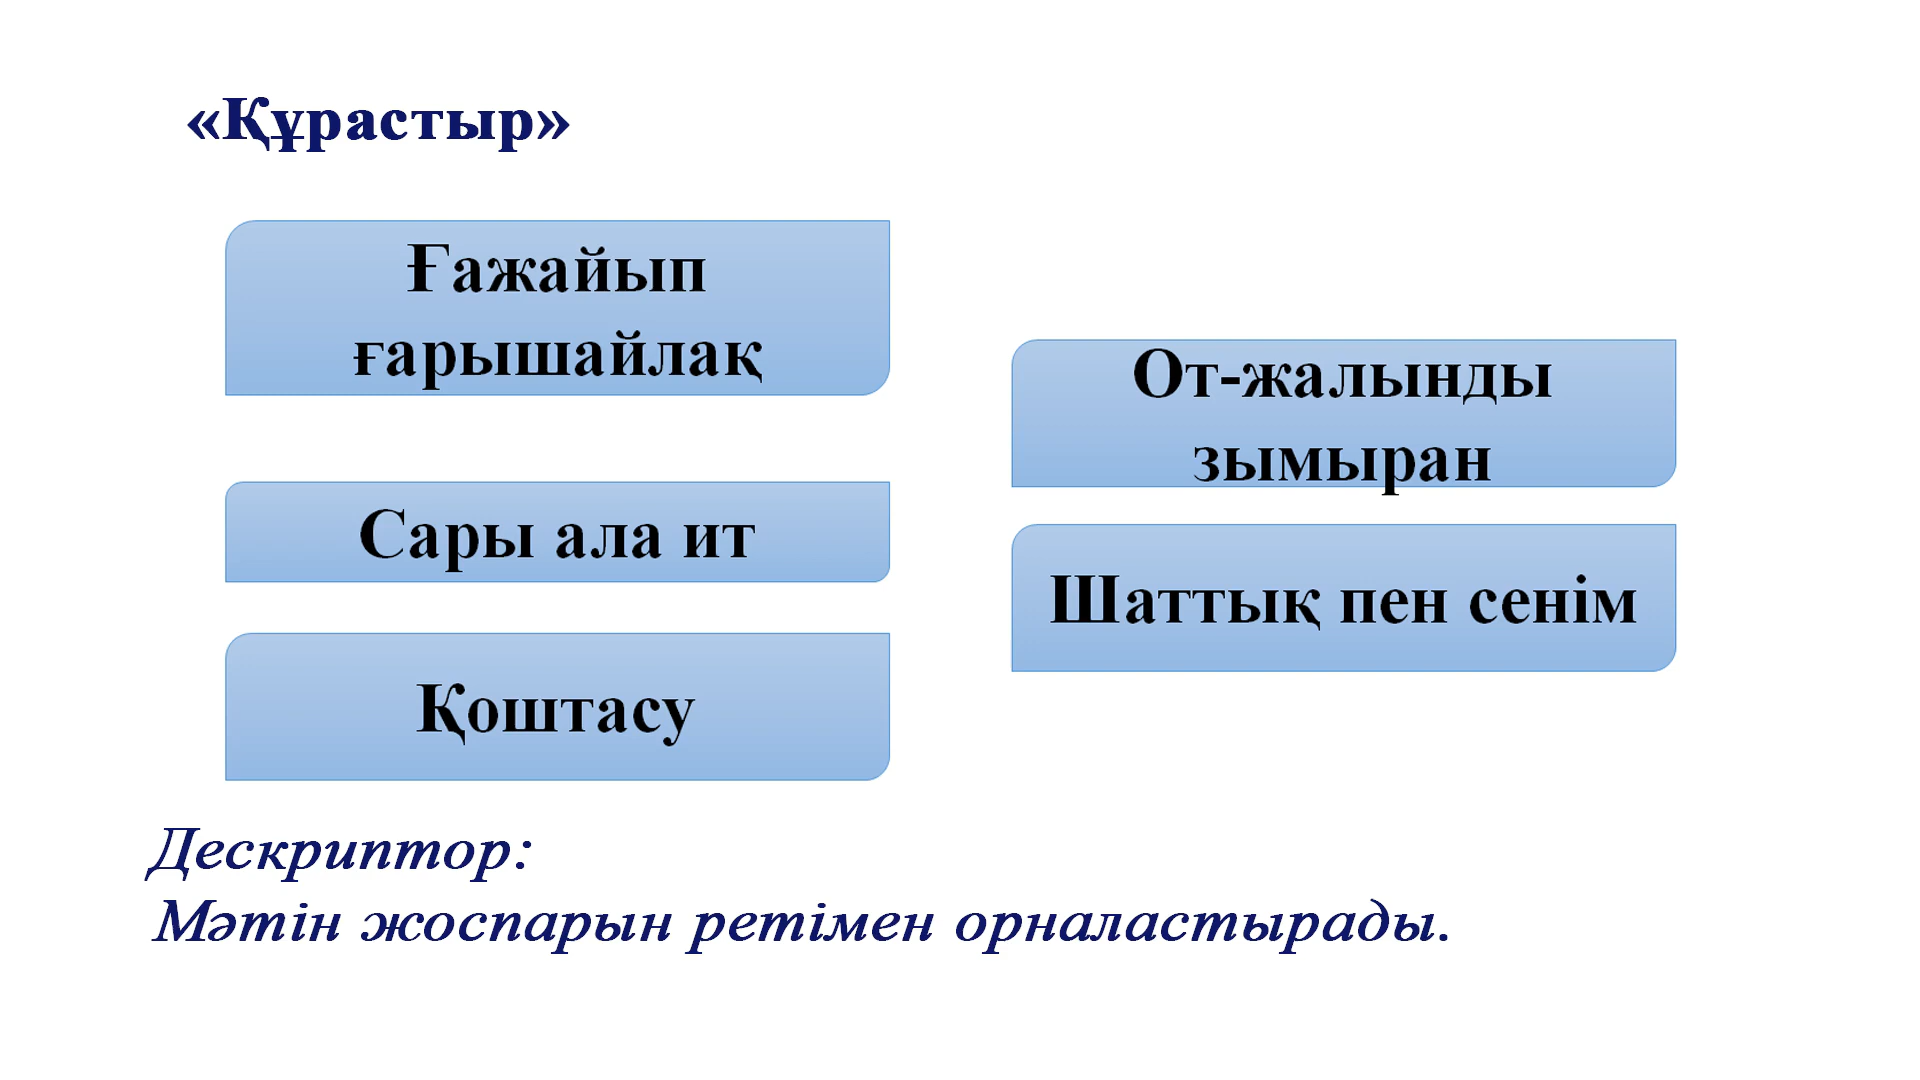 «Құрастыр»
Ғажайып
ғарышайлақ
Сары ала ит
Қоштасу
От-жалынды
зымыран
Шаттық пен сенім
Дескриптор:
Мәтін жоспарын ретімен орналастырады.